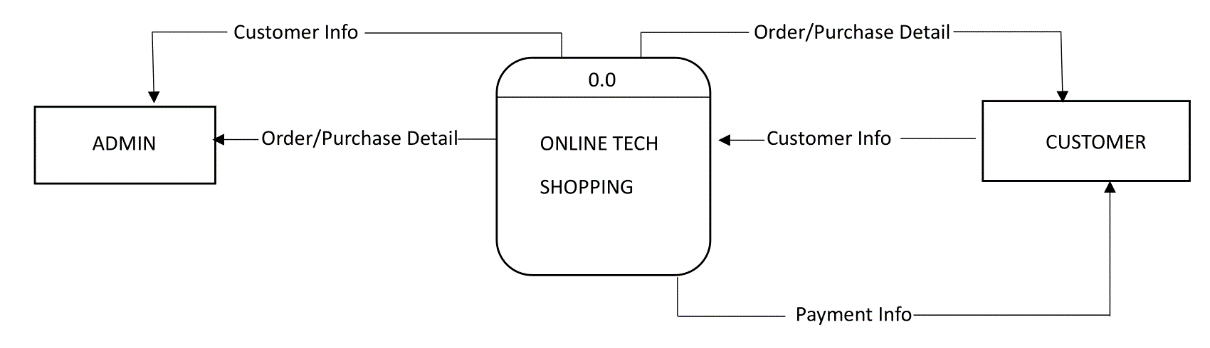 Customer Info
Order/Purchase Detail
0.0
ADMIN
Order/Purchase Detail
ONLINE TECH
SHOPPING
Customer Info
CUSTOMER
Payment Info